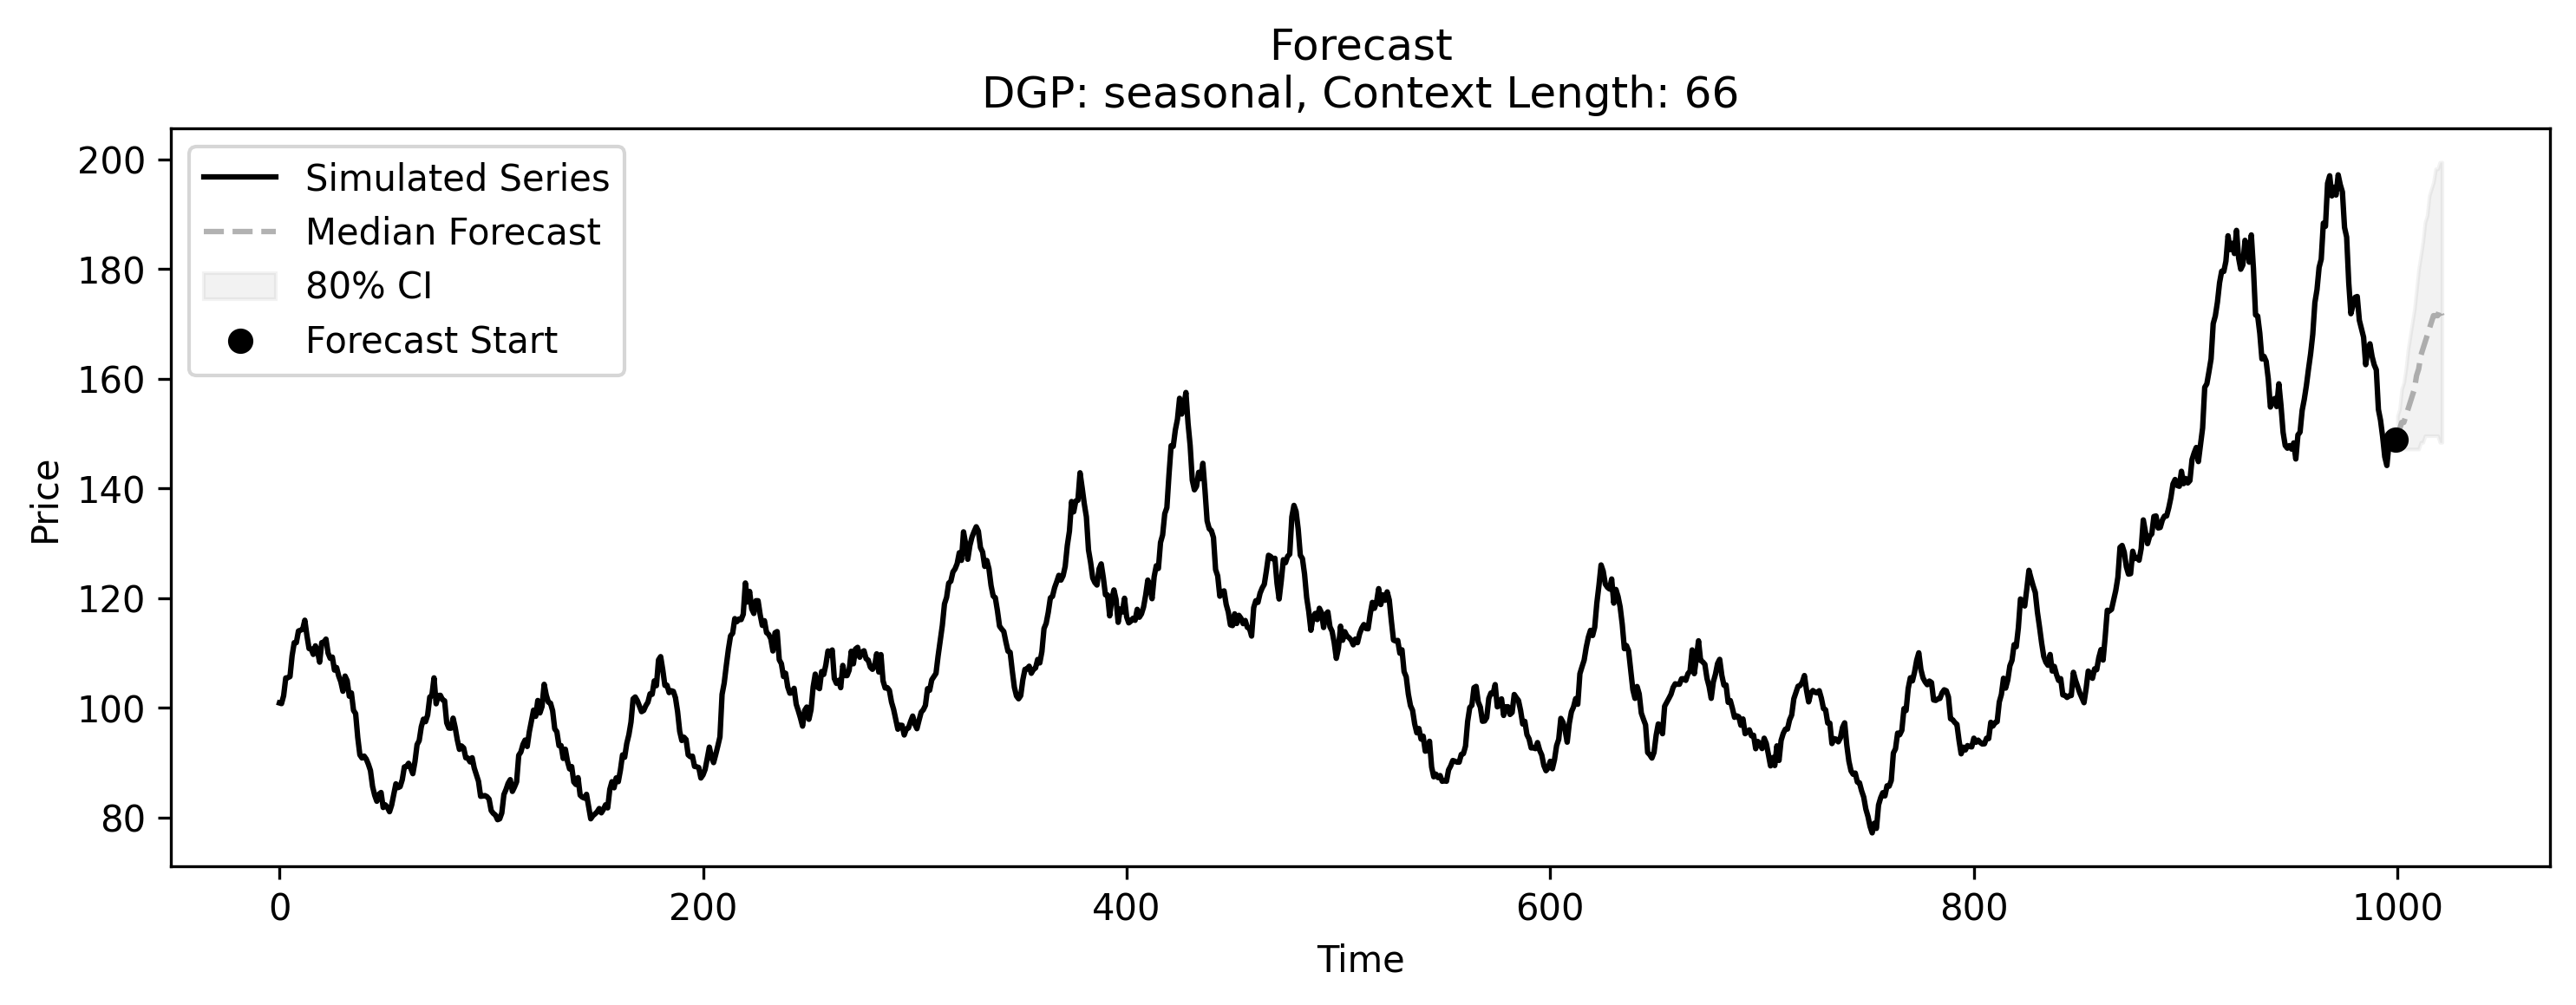 Forecast
DGP: seasonal, Context Length: 66
200
180
160
140
120
100
80
Price
Simulated Series
Median Forecast
80% CI
Forecast Start
0
200
400
600
800
1000
Time